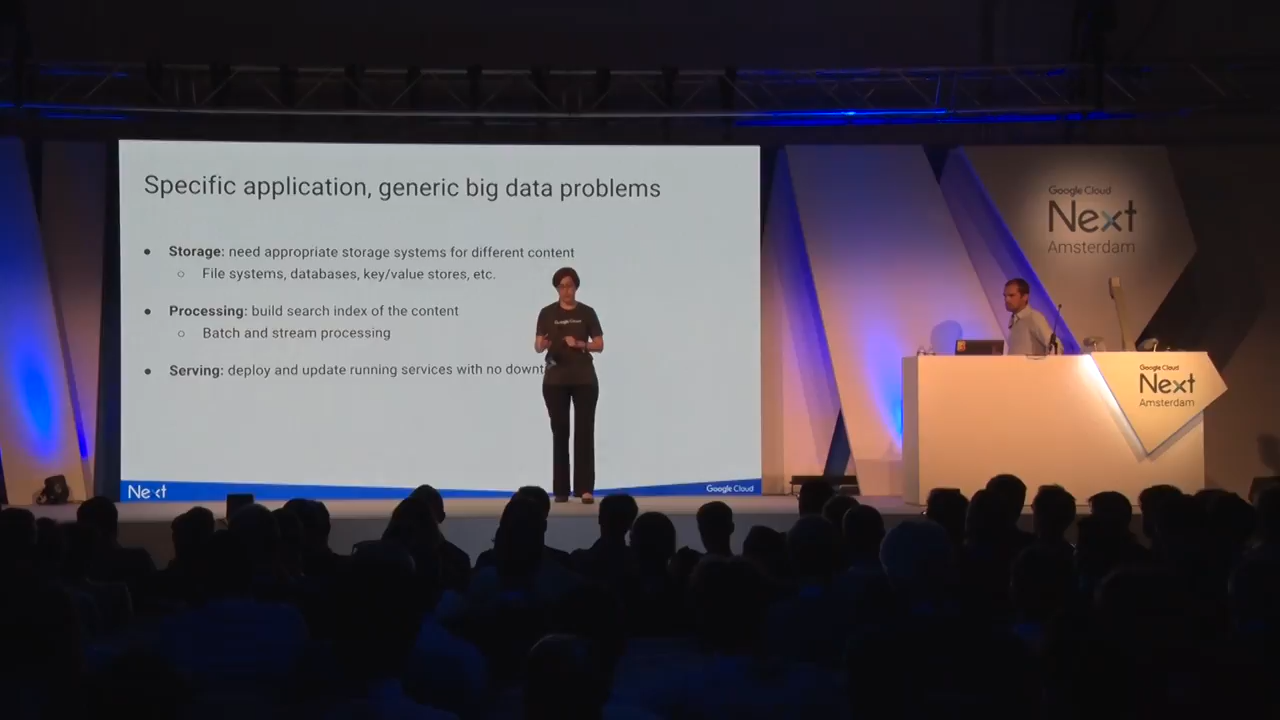 Specific application, generic big data problems
• Storage: need appropriate storage systems for different content
○ File systems, databases, key/value stores, etc.
• Processing: build search index of the content
○ Batch and stream processing
• Serving: deploy and update running services with no
Next
Google Cloud
Google Cloud
Next
Amsterdam
Google Cloud
Next
Amsterdam
Google Cloud